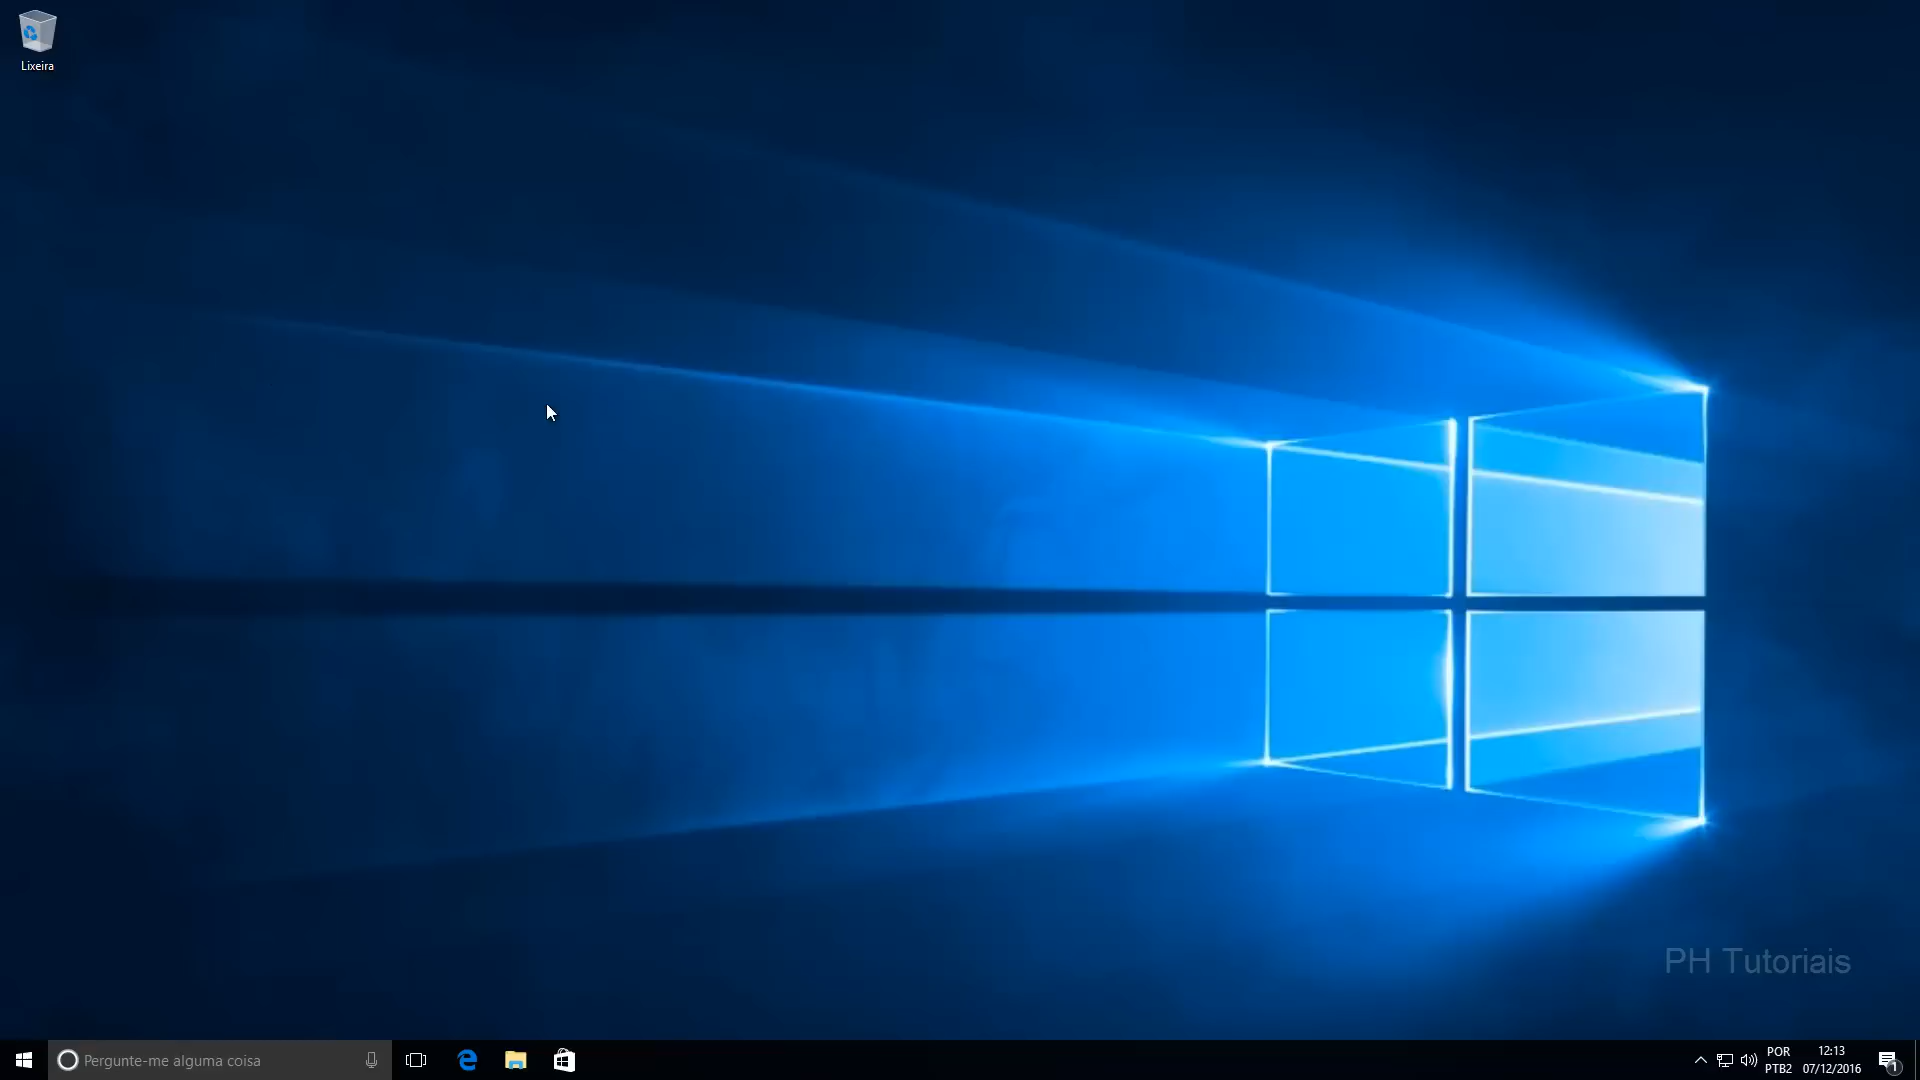 Lixeira
PH Tutoriais
Pergunte-me alguma coisa
POR
PTB2
12:13
07/12/2016
1